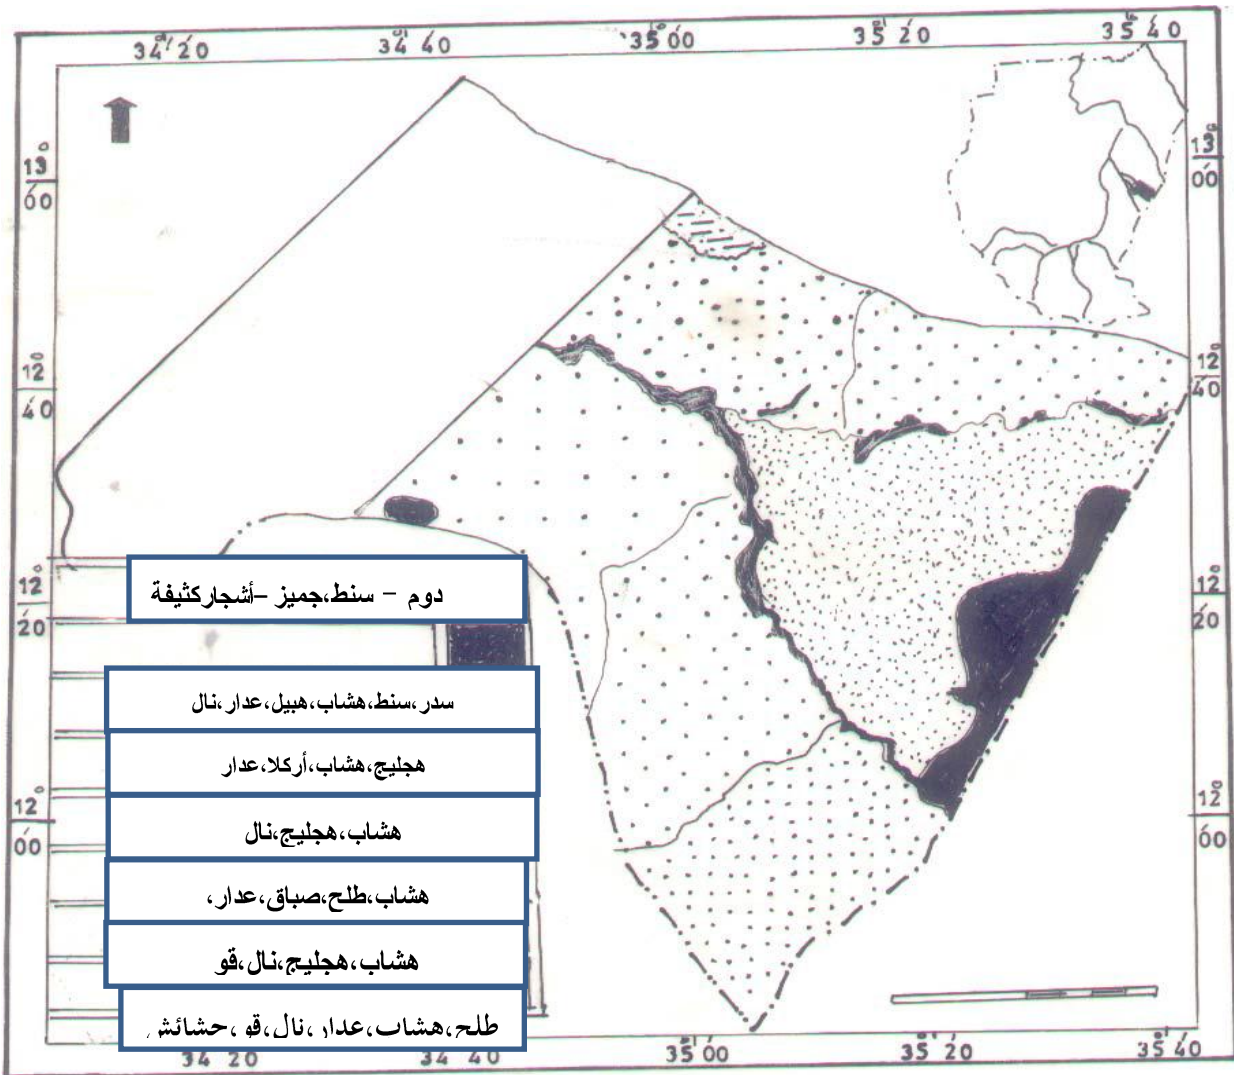 34°20' 34°40' 35°00' 35°20' 35°40'
13°00' 13°00'
12°40' 12°40'
12°20' 12°20'
دوم - سنط،جميز -أشجاركثيفة
سدر،سنط،هشاب،هبيل،عدار،نال
هجليج،هشاب،أركلا،عدار
12°00' 12°00'
هشاب،هجليج،نال
هشاب،طلح،صباق،عدار،
هشاب،هجليج،نال،قو
طلح،هشاب،عدار،نال،قو،حشائش
34 20 34 40 35°00' 35°20' 35°40'